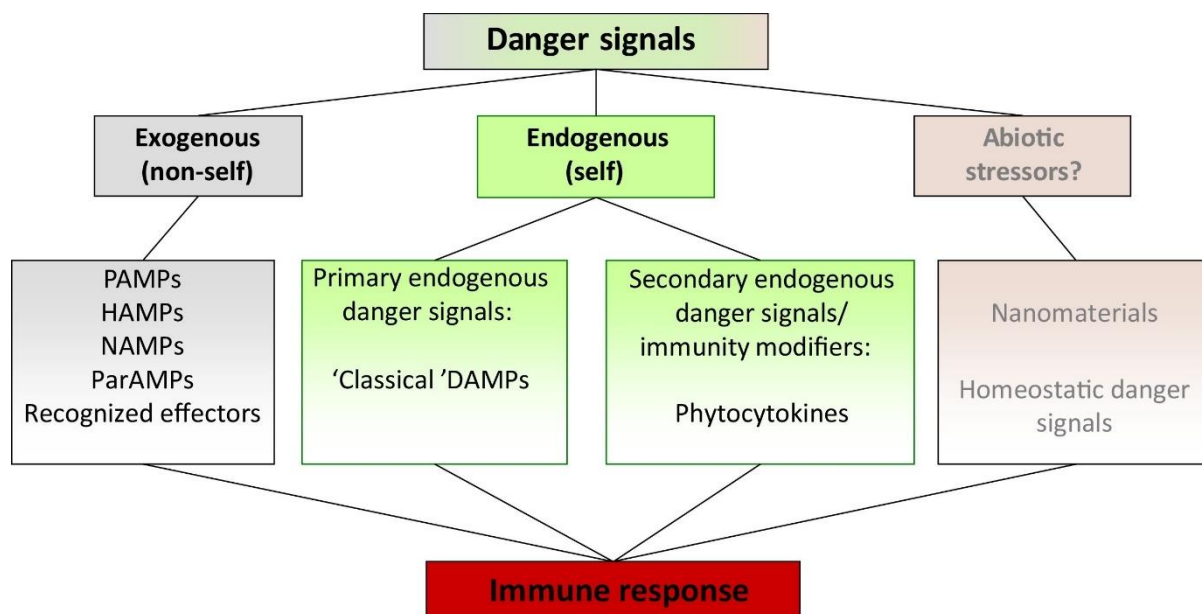 Danger signals
Exogenous
(non-self)
Endogenous
(self)
Abiotic
stressors?
PAMPs
HAMPs
NAMPs
ParAMPs
Recognized effectors
Primary endogenous
danger signals:
‘Classical ’DAMPs
Secondary endogenous
danger signals/
immunity modifiers:
Phytocytokines
Nanomaterials
Homeostatic danger
signals
Immune response